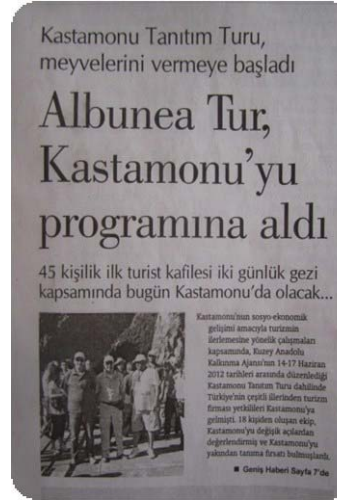 Kastamonu Tanıtım Turu,
meyvelerini vermeye başladı
Albunea Tur,
Kastamonu'yu
programına aldı
45 kişilik ilk turist kafilesi iki günlük gezi
kapsamında bugün Kastamonu'da olacak...
Kastamonu'nun sosyo-ekonomik
gelişimi amacıyla turizmin
ilerlemesine yönelik çalışmaları
kapsamında, Kuzey Anadolu
Kalkınma Ajansı'nın 14-17 Haziran
2012 tarihleri arasında düzenlediği
Kastamonu Tanıtım Turu dahilinde
Türkiye'nin çeşitli illerinden turizm
firması yetkilileri Kastamonu'ya
gelmişti. 18 kişiden oluşan ekip,
Kastamonu'yu değişik açılardan
değerlendirmiş ve Kastamonu'yu
yakından tanıma fırsatı bulmuşlardı.
■ Geniş Haberi Sayfa 7'de